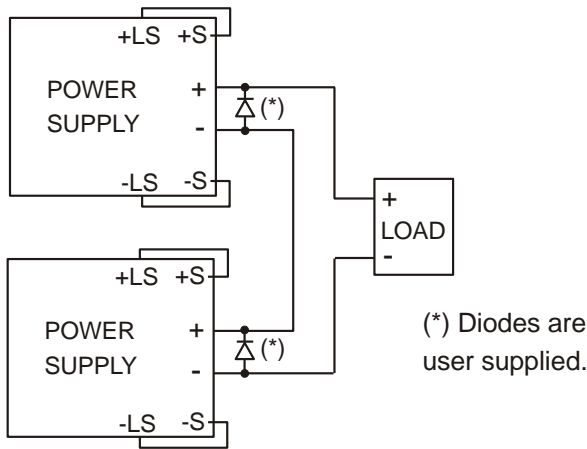 +LS +S
POWER
SUPPLY
+
-
(*)
-LS -S
+
LOAD
-
+LS +S
POWER
SUPPLY
+
-
(*)
-LS -S
(*) Diodes are
user supplied.